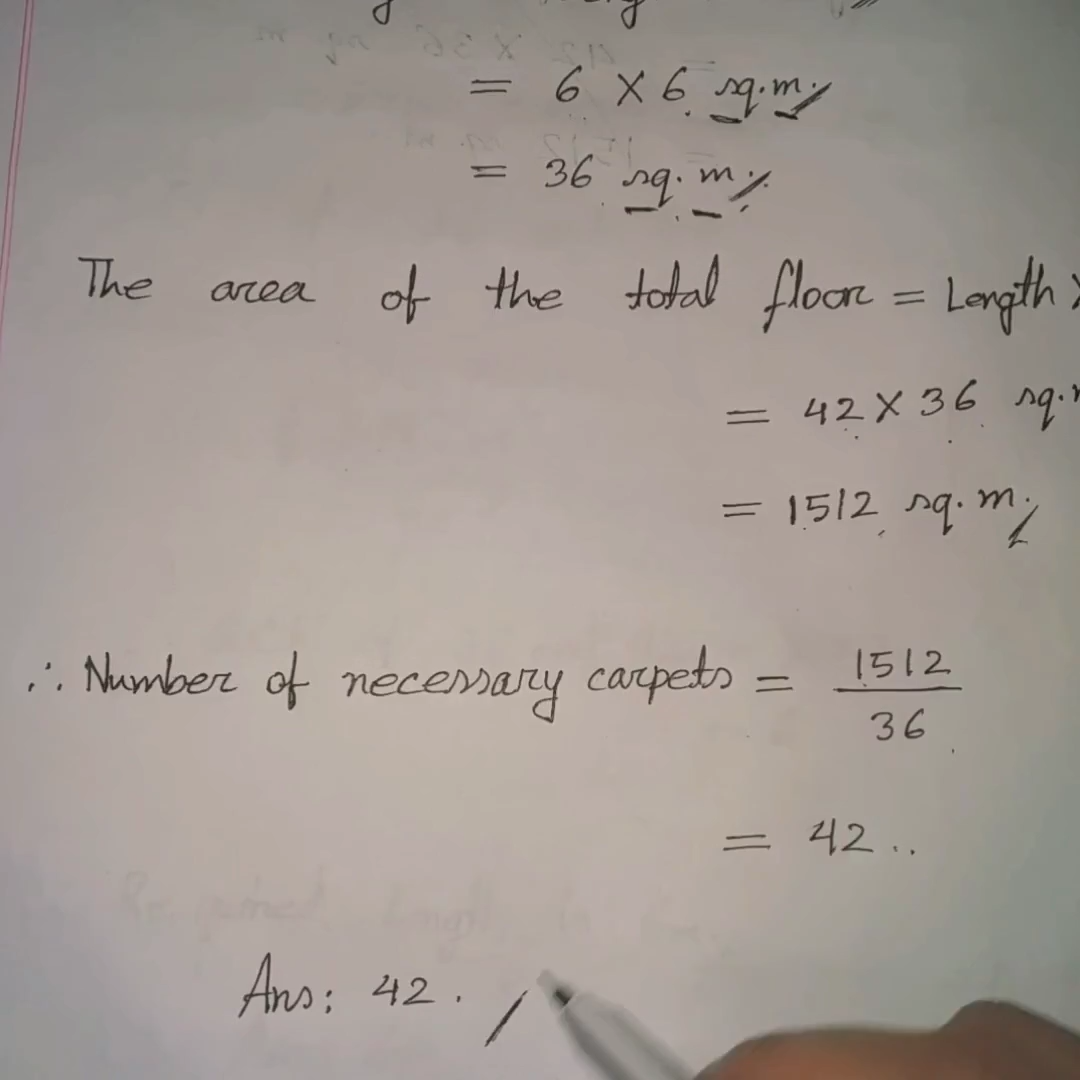 = 6 X 6 sq.m.
= 36 sq. m.
The area of the total floor = Length
= 42 X 36 sq.
= 1512 sq. m.
∴ Number of necessary carpets = 1512/36
= 42..
Ans: 42.